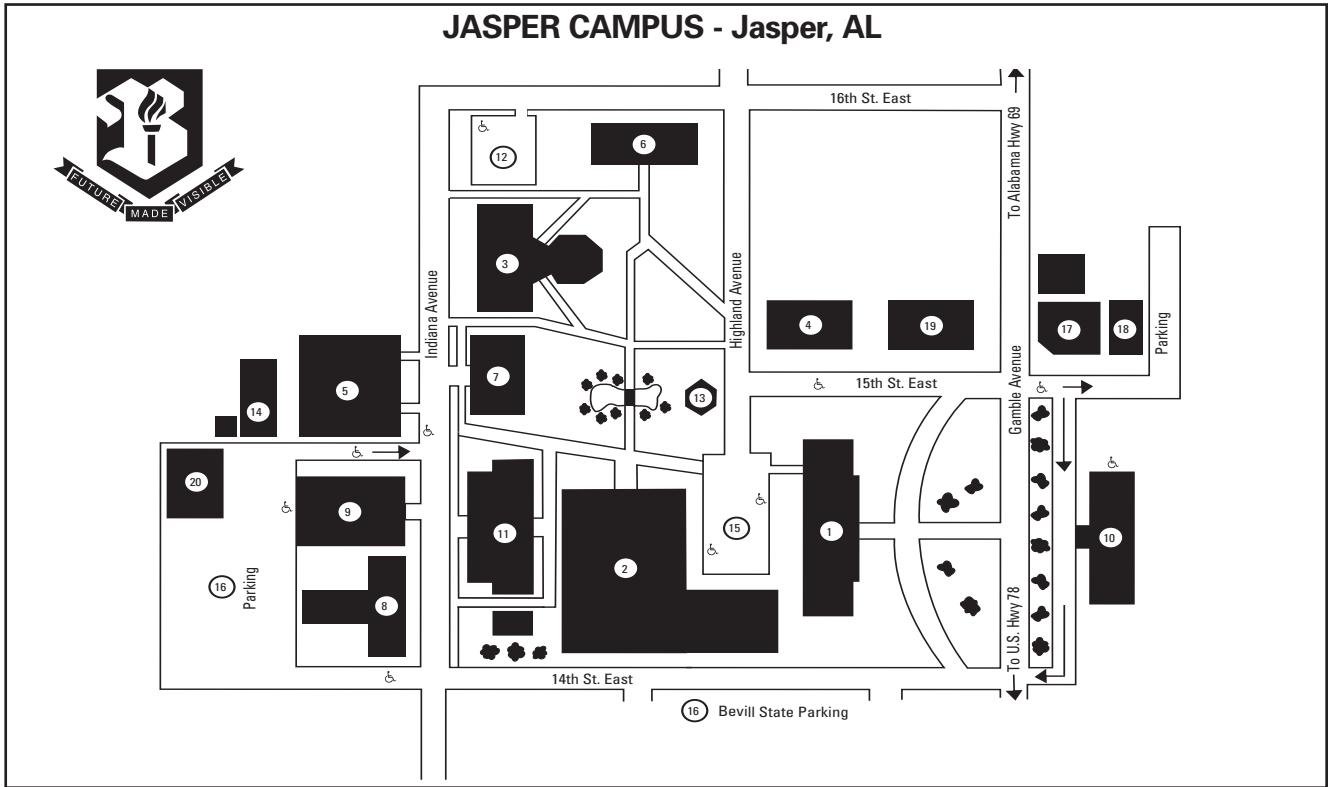 JASPER CAMPUS - Jasper, AL
FUTURE MADE VISIBLE
16th St. East
To Alabama Hwy 69
12
6
3
Indiana Avenue
Highland Avenue
4
19
17
18
Parking
5
7
14
13
15th St. East
Gamble Avenue
20
9
11
15
1
10
2
16
Parking
8
To U.S. Hwy 78
14th St. East
16 Bevill State Parking